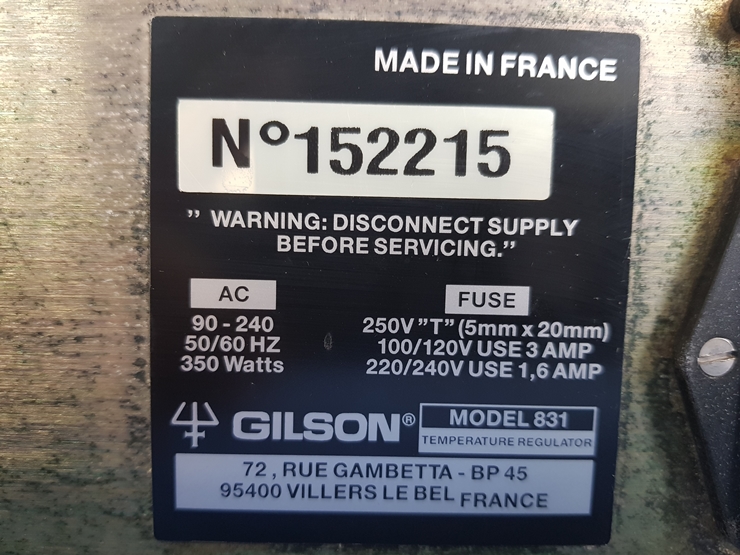 MADE IN FRANCE
N°152215
” WARNING: DISCONNECT SUPPLY
BEFORE SERVICING.”
AC
90 - 240
50/60 HZ
350 Watts
FUSE
250V ”T” (5mm x 20mm)
100/120V USE 3 AMP
220/240V USE 1,6 AMP
GILSON®
MODEL 831
TEMPERATURE REGULATOR
72, RUE GAMBETTA - BP 45
95400 VILLERS LE BEL FRANCE